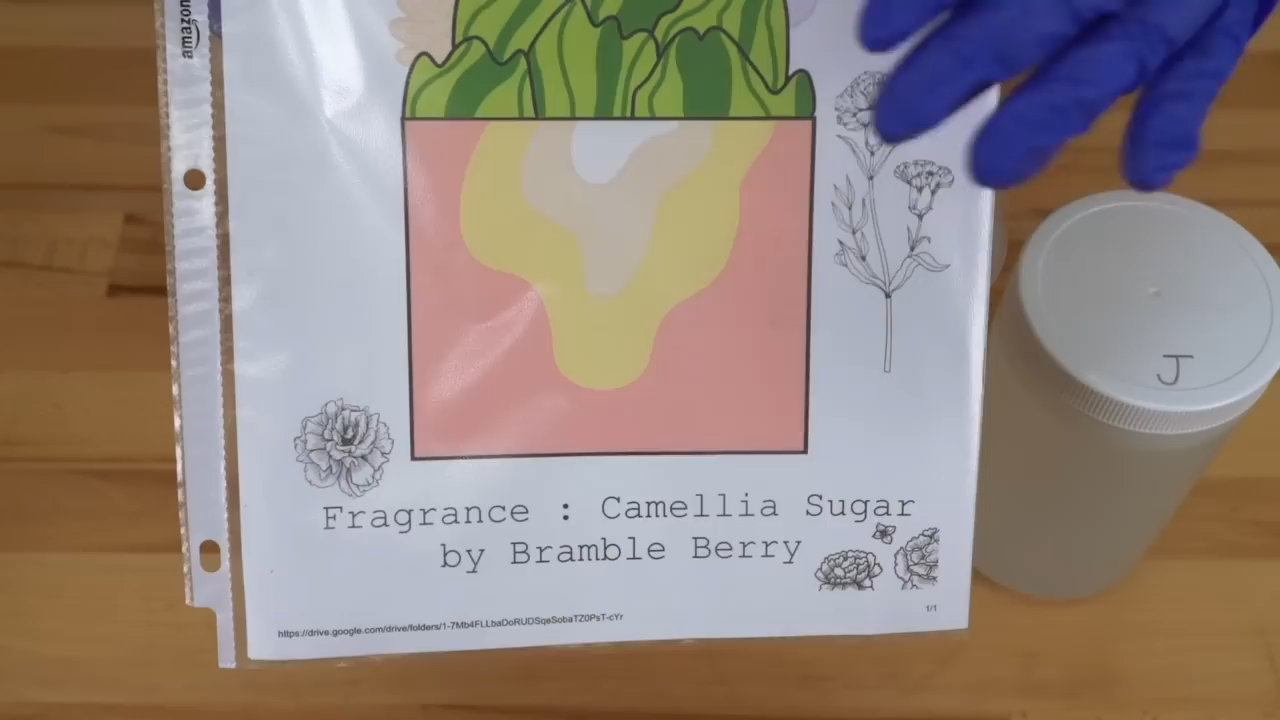 amazon
J
Fragrance : Camellia Sugar
by Bramble Berry
https://drive.google.com/drive/folders/1-7Mb4FLLbaDoRUDSqeSobaTZ0PsT-cYr
1/1